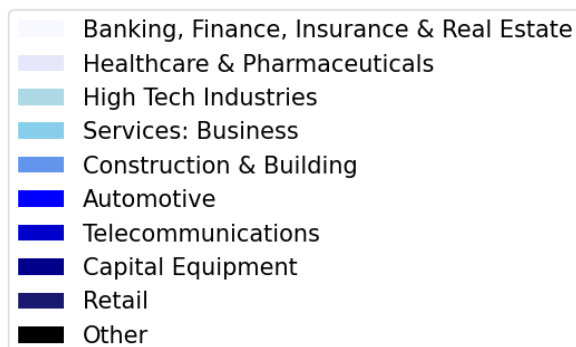 Banking, Finance, Insurance & Real Estate
Healthcare & Pharmaceuticals
High Tech Industries
Services: Business
Construction & Building
Automotive
Telecommunications
Capital Equipment
Retail
Other